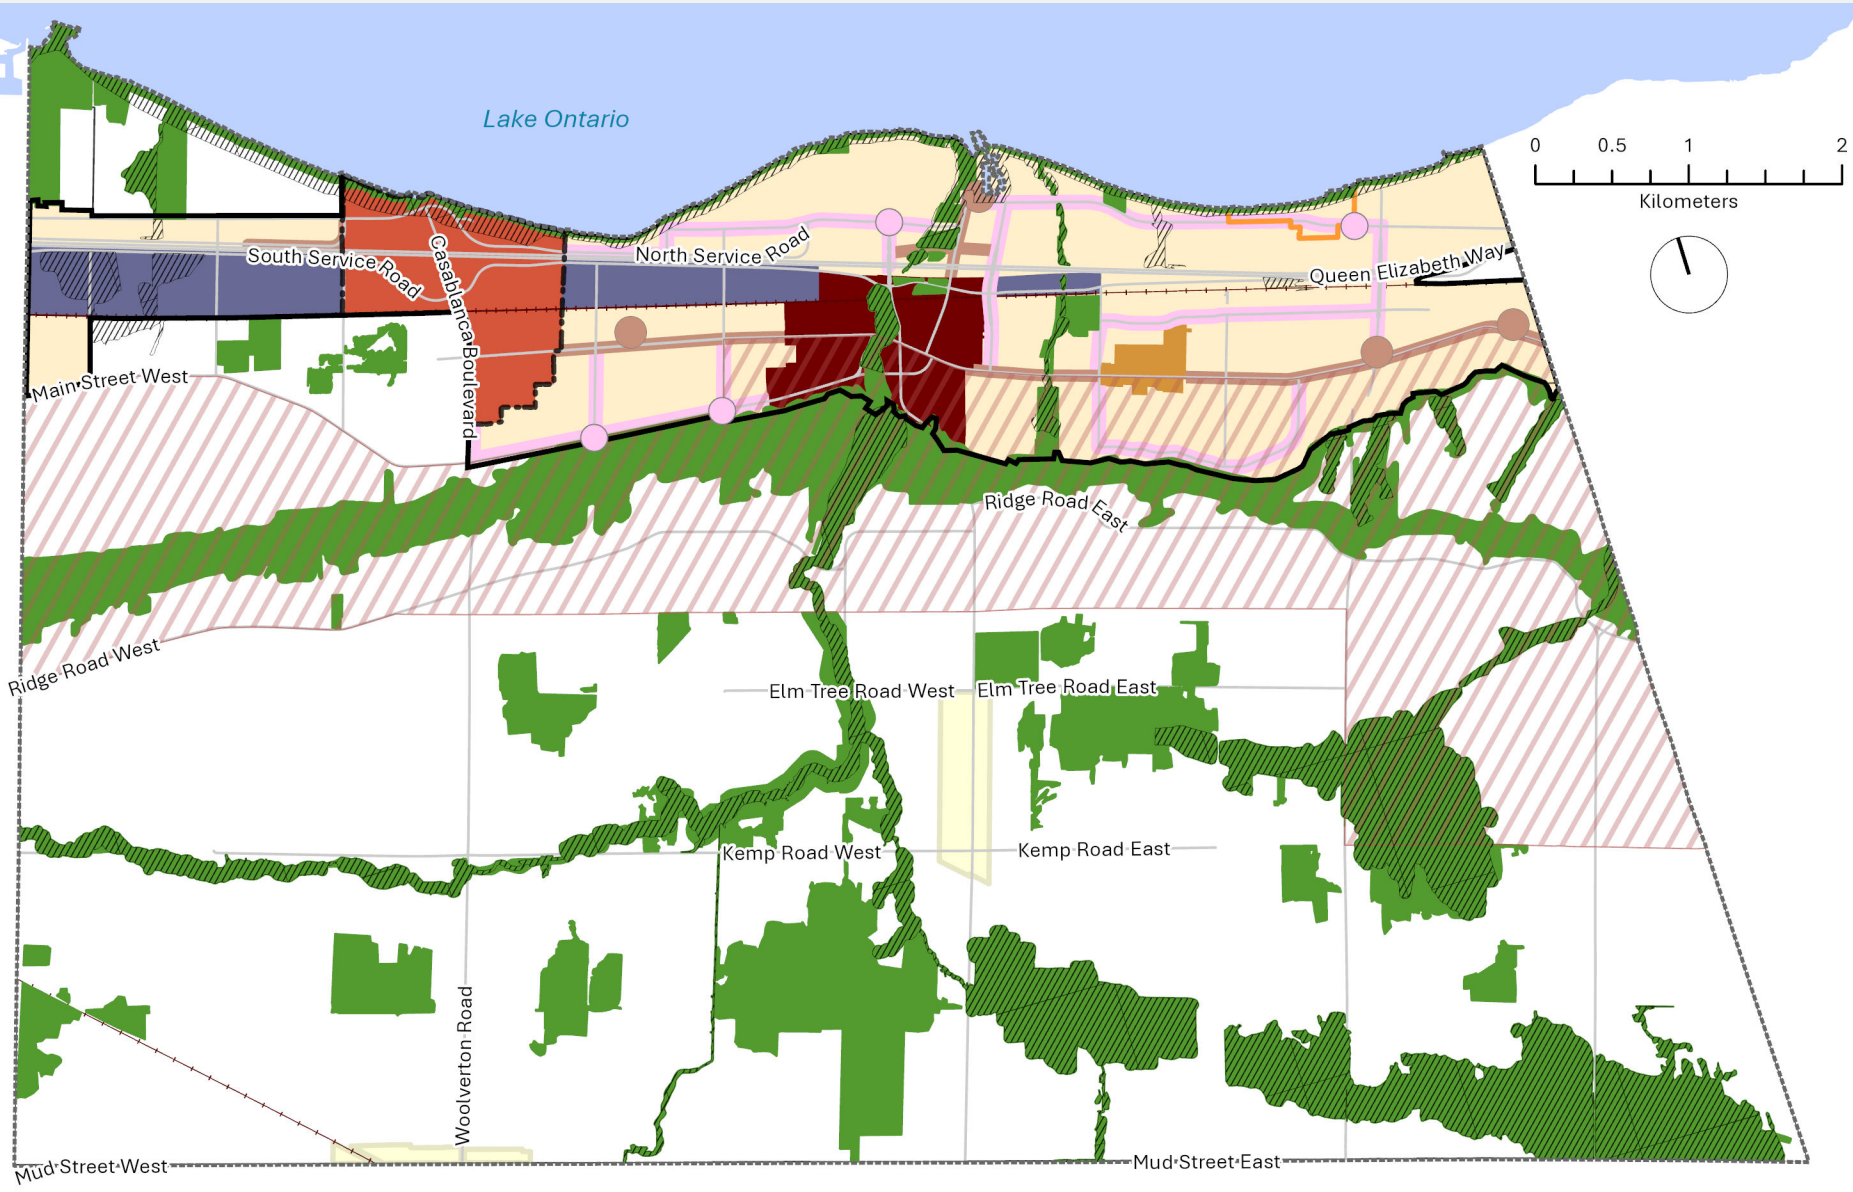 Lake Ontario
0 0.5 1 2
Kilometers
North Service Road
South Service Road
Casablanca Boulevard
Queen Elizabeth Way
Main Street West
Ridge Road East
Ridge Road West
Elm Tree Road West
Elm Tree Road East
Kemp Road West
Kemp Road East
Woolverton Road
Mud Street West
Mud Street East